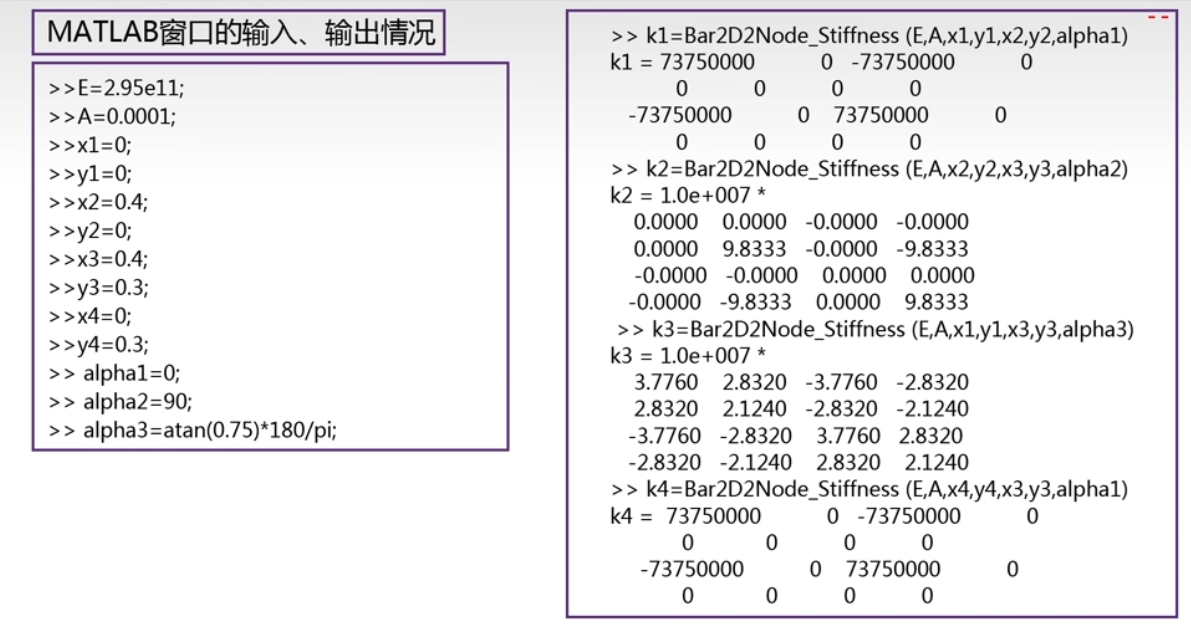 MATLAB窗口的输入、输出情况
>>E=2.95e11;
>>A=0.0001;
>>x1=0;
>>y1=0;
>>x2=0.4;
>>y2=0;
>>x3=0.4;
>>y3=0.3;
>>x4=0;
>>y4=0.3;
>> alpha1=0;
>> alpha2=90;
>> alpha3=atan(0.75)*180/pi;
>> k1=Bar2D2Node_Stiffness (E,A,x1,y1,x2,y2,alpha1)
k1 = 73750000 0 -73750000 0
0 0 0 0
-73750000 0 73750000 0
0 0 0 0
>> k2=Bar2D2Node_Stiffness (E,A,x2,y2,x3,y3,alpha2)
k2 = 1.0e+007 *
0.0000 0.0000 -0.0000 -0.0000
0.0000 9.8333 -0.0000 -9.8333
-0.0000 -0.0000 0.0000 0.0000
-0.0000 -9.8333 0.0000 9.8333
>> k3=Bar2D2Node_Stiffness (E,A,x1,y1,x3,y3,alpha3)
k3 = 1.0e+007 *
3.7760 2.8320 -3.7760 -2.8320
2.8320 2.1240 -2.8320 -2.1240
-3.7760 -2.8320 3.7760 2.8320
-2.8320 -2.1240 2.8320 2.1240
>> k4=Bar2D2Node_Stiffness (E,A,x4,y4,x3,y3,alpha1)
k4 = 73750000 0 -73750000 0
0 0 0 0
-73750000 0 73750000 0
0 0 0 0